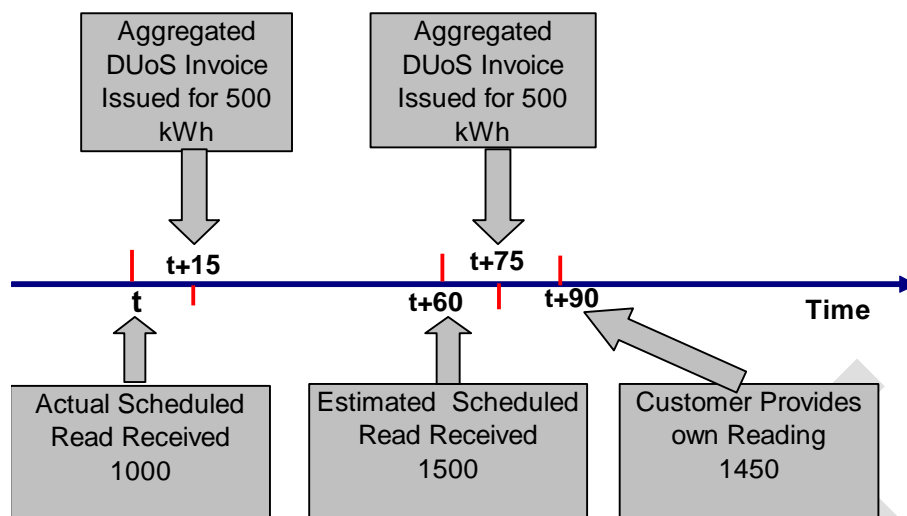 Aggregated
DUoS Invoice
Issued for 500
kWh
Aggregated
DUoS Invoice
Issued for 500
kWh
t+15
t+75
t
t+60
t+90
Time
Actual Scheduled
Read Received
1000
Estimated Scheduled
Read Received
1500
Customer Provides
own Reading
1450